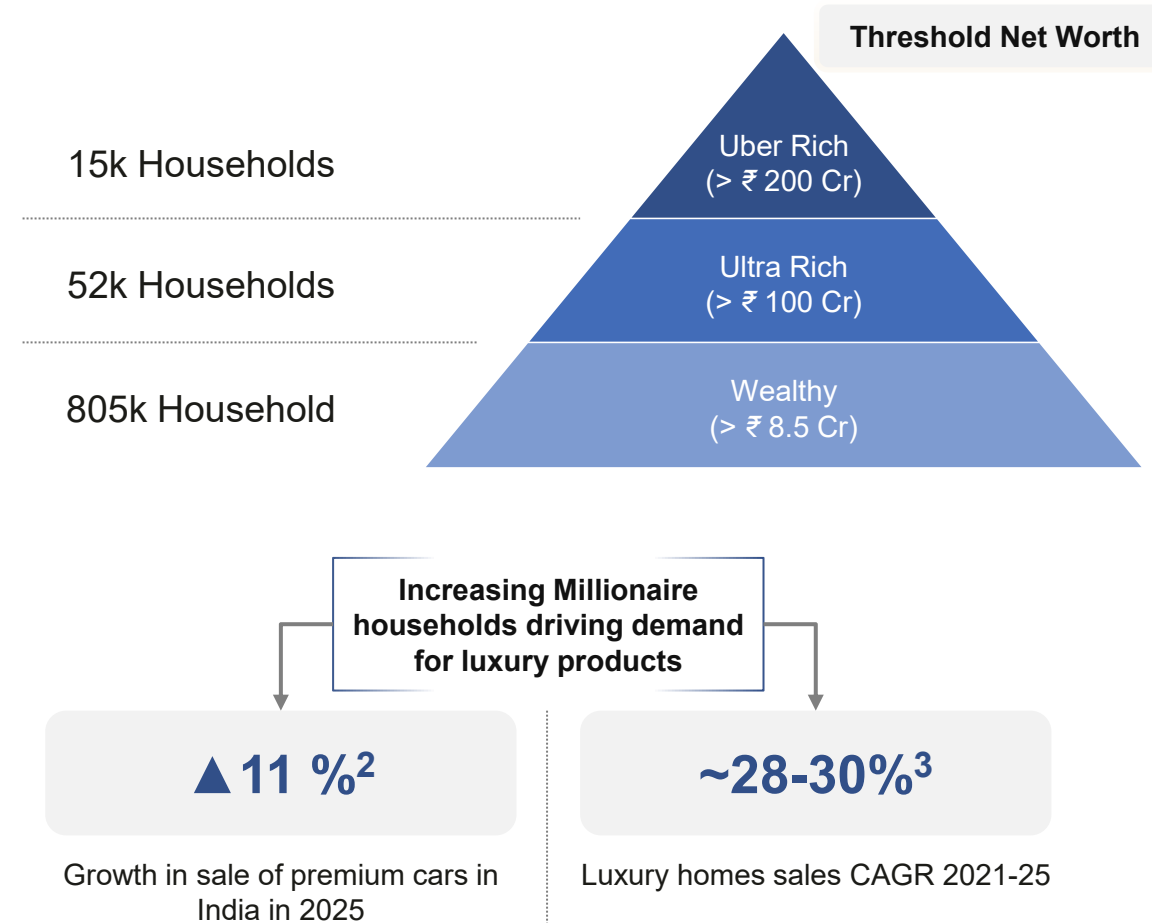 Threshold Net Worth
15k Households
Uber Rich
(> ₹ 200 Cr)
52k Households
Ultra Rich
(> ₹ 100 Cr)
805k Household
Wealthy
(> ₹ 8.5 Cr)
Increasing Millionaire
households driving demand
for luxury products
▲11 %²
~28-30%³
Growth in sale of premium cars in
India in 2025
Luxury homes sales CAGR 2021-25